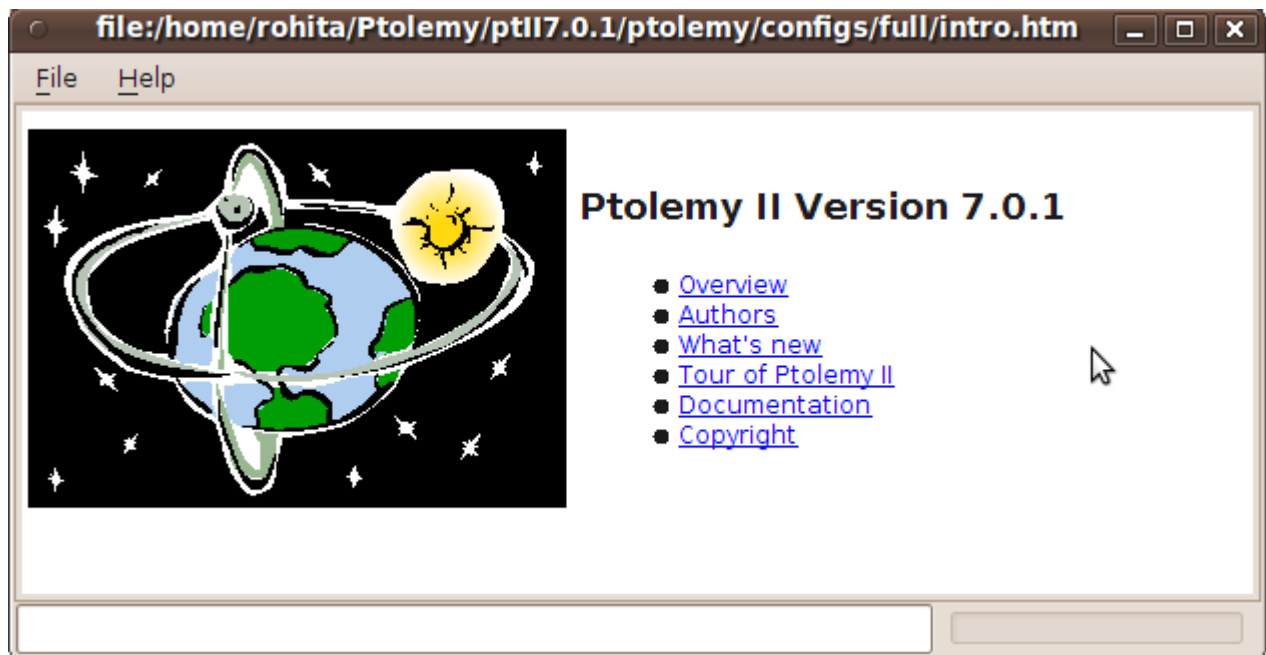 file:/home/rohita/Ptolemy/ptII7.0.1/ptolemy/configs/full/intro.htm
File Help
Ptolemy II Version 7.0.1
Overview
Authors
What's new
Tour of Ptolemy II
Documentation
Copyright